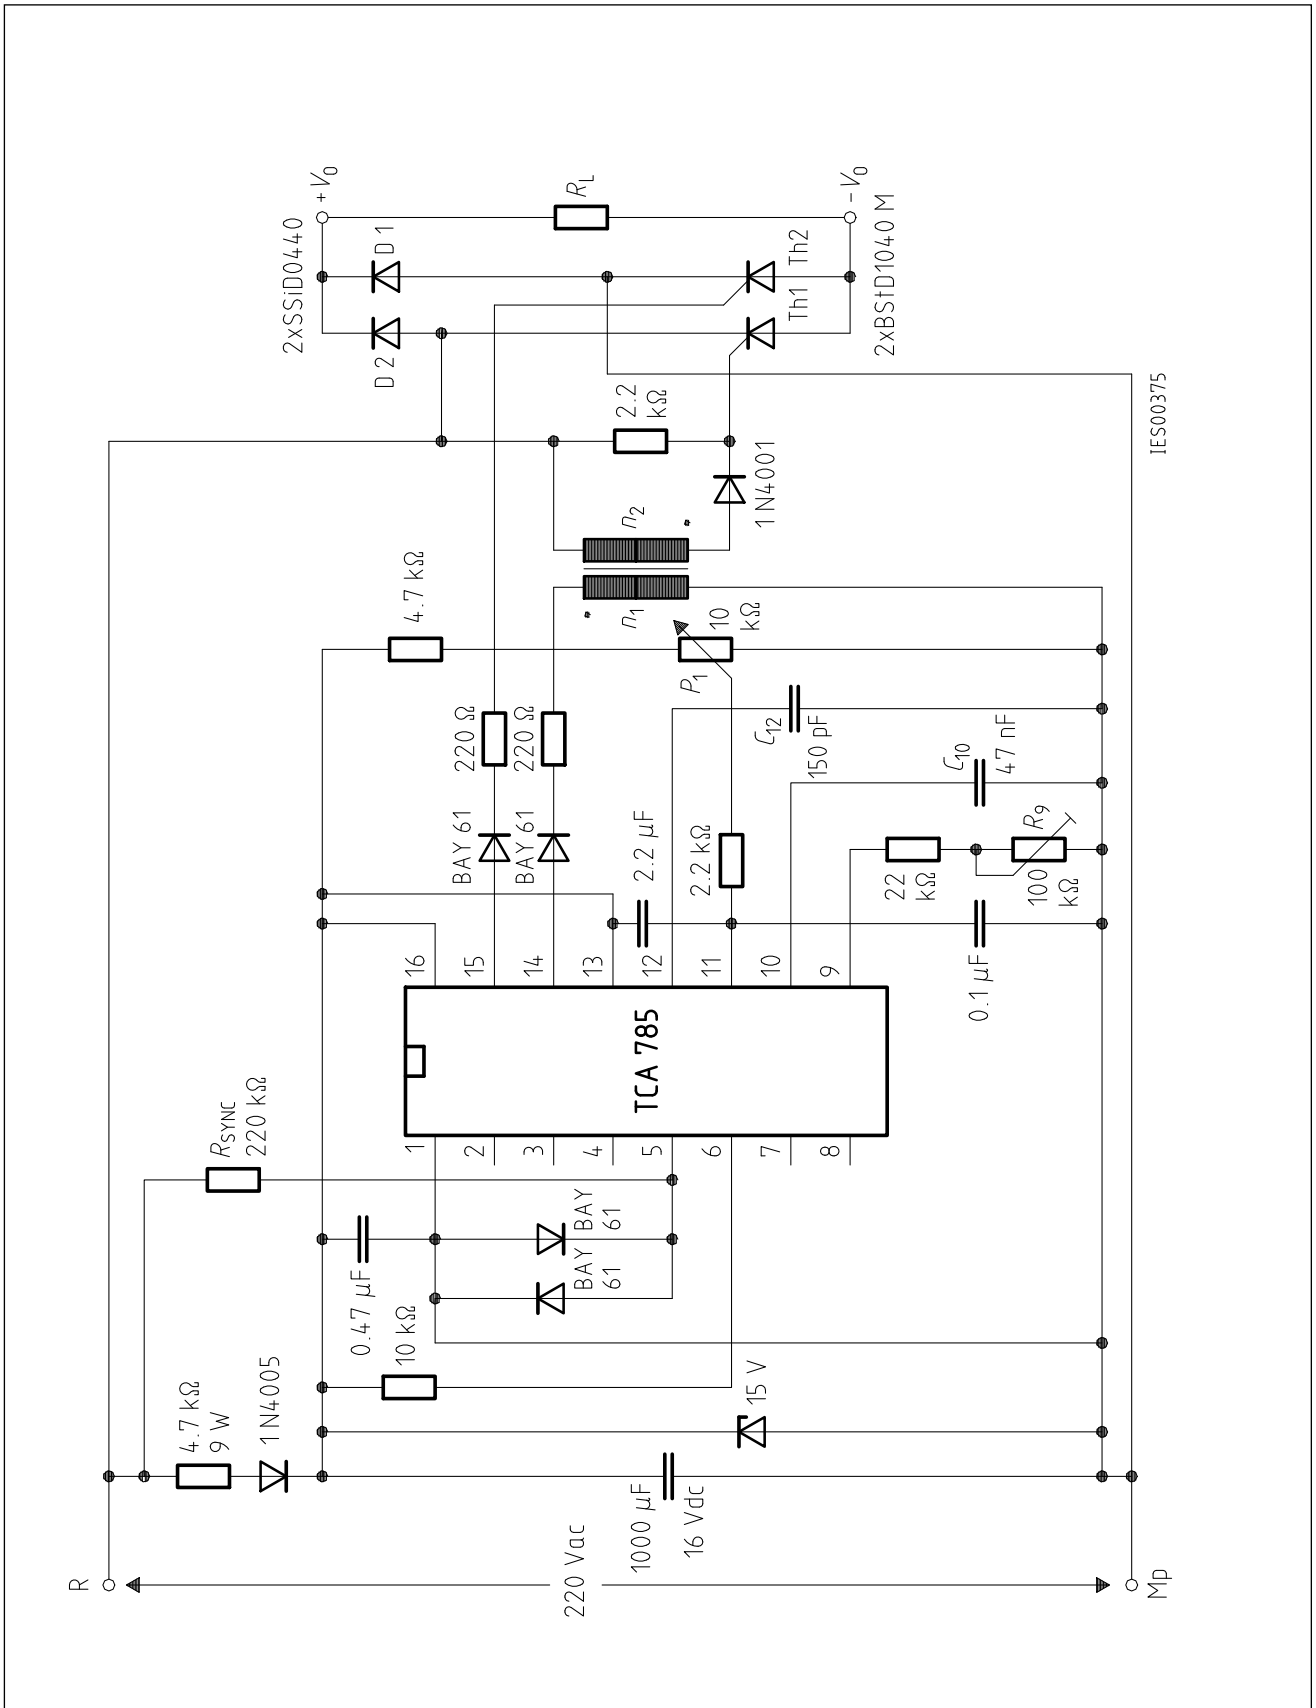 R
4.7 kΩ
9 W
1N4005
R_SYNC
220 kΩ
0.47 µF
10 kΩ
BAY
61
BAY
61
15 V
1000 µF
16 Vdc
220 Vac
Mp
1
2
3
4
5
6
7
8
TCA 785
16
15
14
13
12
11
10
9
BAY 61
220 Ω
BAY 61
220 Ω
2.2 µF
2.2 kΩ
0.1 µF
22
kΩ
100
kΩ
R9
C10
47 nF
C12
150 pF
P1
10
kΩ
4.7 kΩ
n1
n2
1N4001
2.2
kΩ
2xSSiD0440
D2
D1
+V0
RL
-V0
Th1
Th2
2xBStD1040 M
IES00375